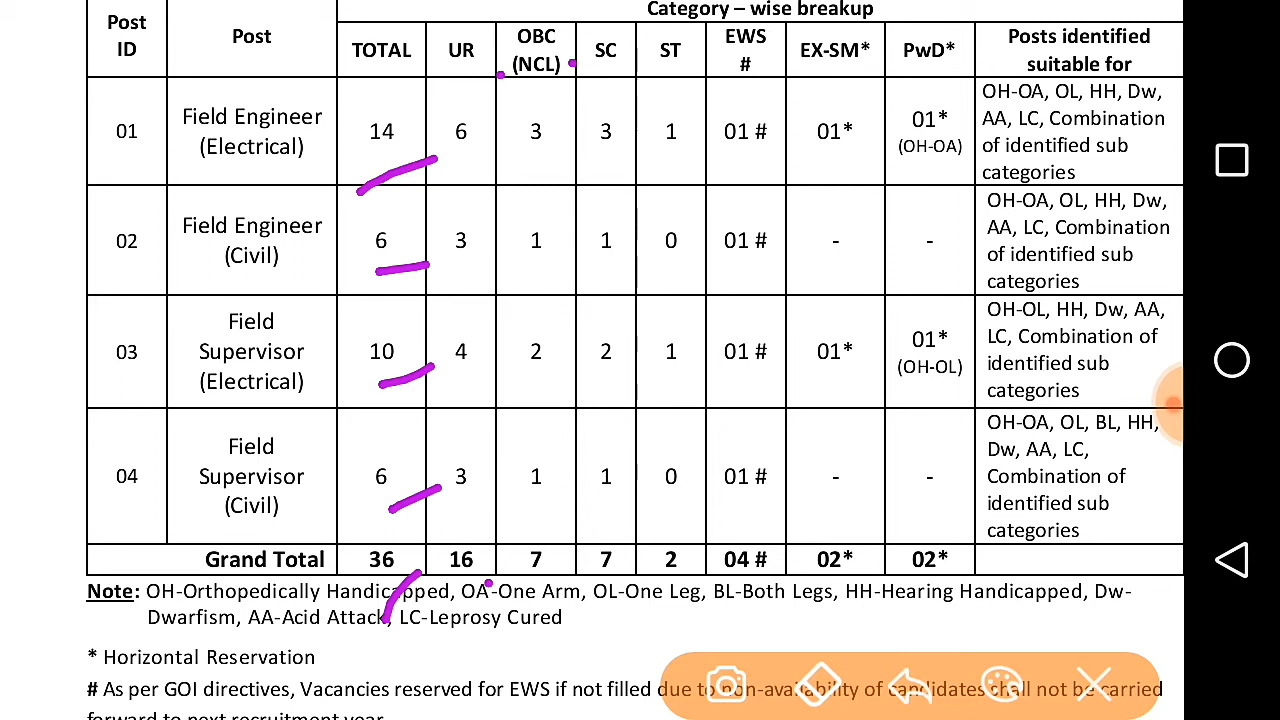 Category – wise breakup
Post ID
Post
TOTAL
UR
OBC (NCL)
SC
ST
EWS #
EX-SM*
PwD*
Posts identified suitable for
01
Field Engineer (Electrical)
14
6
3
3
1
01 #
01*
01*
(OH-OA)
OH-OA, OL, HH, Dw,
AA, LC, Combination
of identified sub
categories
02
Field Engineer (Civil)
6
3
1
1
0
01 #
-
-
OH-OA, OL, HH, Dw,
AA, LC, Combination
of identified sub
categories
03
Field Supervisor (Electrical)
10
4
2
2
1
01 #
01*
01*
(OH-OL)
OH-OL, HH, Dw, AA,
LC, Combination of
identified sub
categories
04
Field Supervisor (Civil)
6
3
1
1
0
01 #
-
-
OH-OA, OL, BL, HH,
Dw, AA, LC,
Combination of
identified sub
categories
Grand Total
36
16
7
7
2
04 #
02*
02*
Note: OH-Orthopedically Handicapped, OA-One Arm, OL-One Leg, BL-Both Legs, HH-Hearing Handicapped, Dw-
Dwarfism, AA-Acid Attack, LC-Leprosy Cured
* Horizontal Reservation
# As per GOI directives, Vacancies reserved for EWS if not filled due to non-availability of candidates shall not be carried
forward to next recruitment year